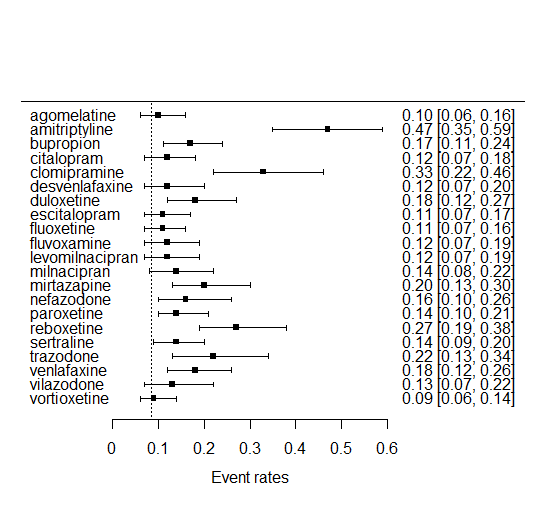 agomelatine 0.10 [0.06, 0.16]
amitriptyline 0.47 [0.35, 0.59]
bupropion 0.17 [0.11, 0.24]
citalopram 0.12 [0.07, 0.18]
clomipramine 0.33 [0.22, 0.46]
desvenlafaxine 0.12 [0.07, 0.20]
duloxetine 0.18 [0.12, 0.27]
escitalopram 0.11 [0.07, 0.17]
fluoxetine 0.11 [0.07, 0.16]
fluvoxamine 0.12 [0.07, 0.19]
levomilnacipran 0.12 [0.07, 0.19]
milnacipran 0.14 [0.08, 0.22]
mirtazapine 0.20 [0.13, 0.30]
nefazodone 0.16 [0.10, 0.26]
paroxetine 0.14 [0.10, 0.21]
reboxetine 0.27 [0.19, 0.38]
sertraline 0.14 [0.09, 0.20]
trazodone 0.22 [0.13, 0.34]
venlafaxine 0.18 [0.12, 0.26]
vilazodone 0.13 [0.07, 0.22]
vortioxetine 0.09 [0.06, 0.14]
0 0.1 0.2 0.3 0.4 0.5 0.6
Event rates